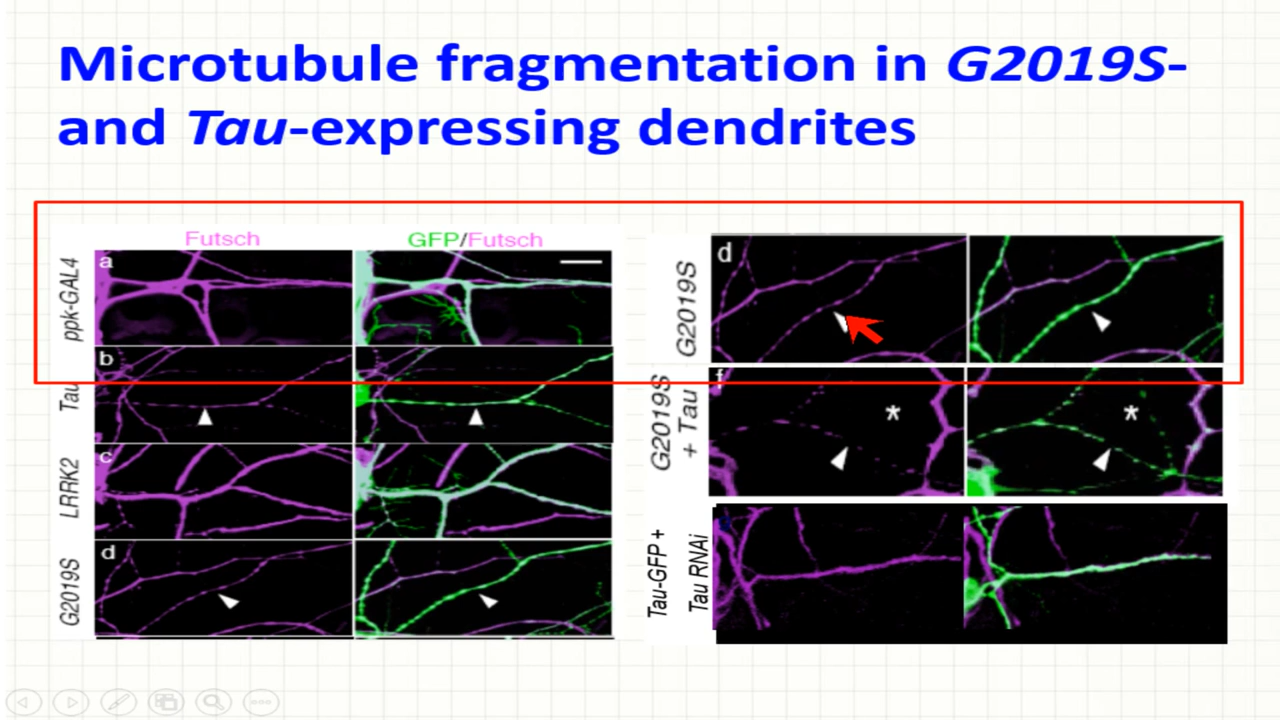 Microtubule fragmentation in G2019S-
and Tau-expressing dendrites
Futsch
GFP/Futsch
ppk-GAL4
a
Tau
b
LRRK2
c
G2019S
d
G2019S
d
G2019S
+ Tau
f
*
*
Tau-GFP +
Tau RNAi